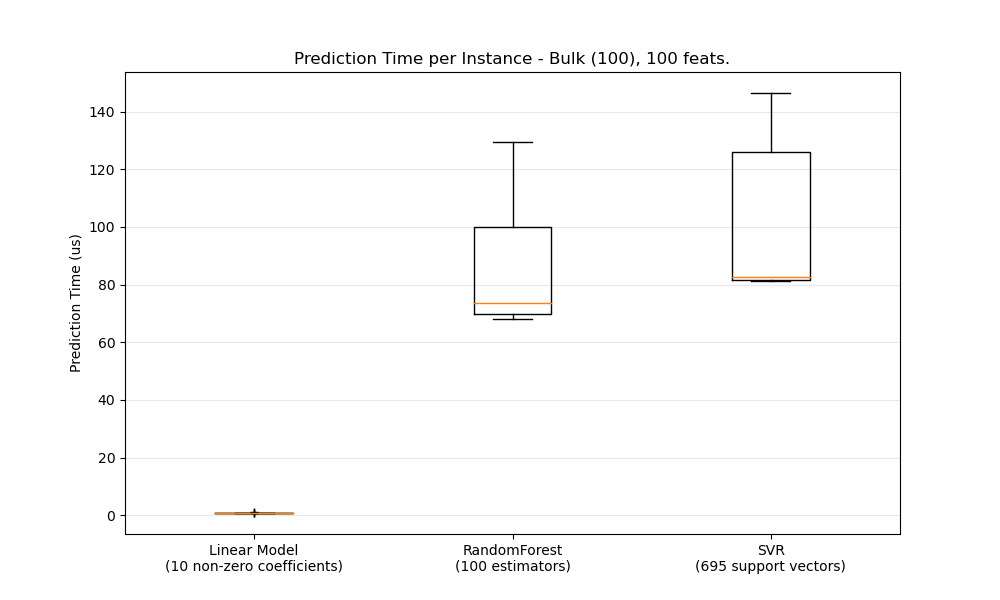 Prediction Time per Instance - Bulk (100), 100 feats.
Prediction Time (us)
140
120
100
80
60
40
20
0
Linear Model
(10 non-zero coefficients)
RandomForest
(100 estimators)
SVR
(695 support vectors)